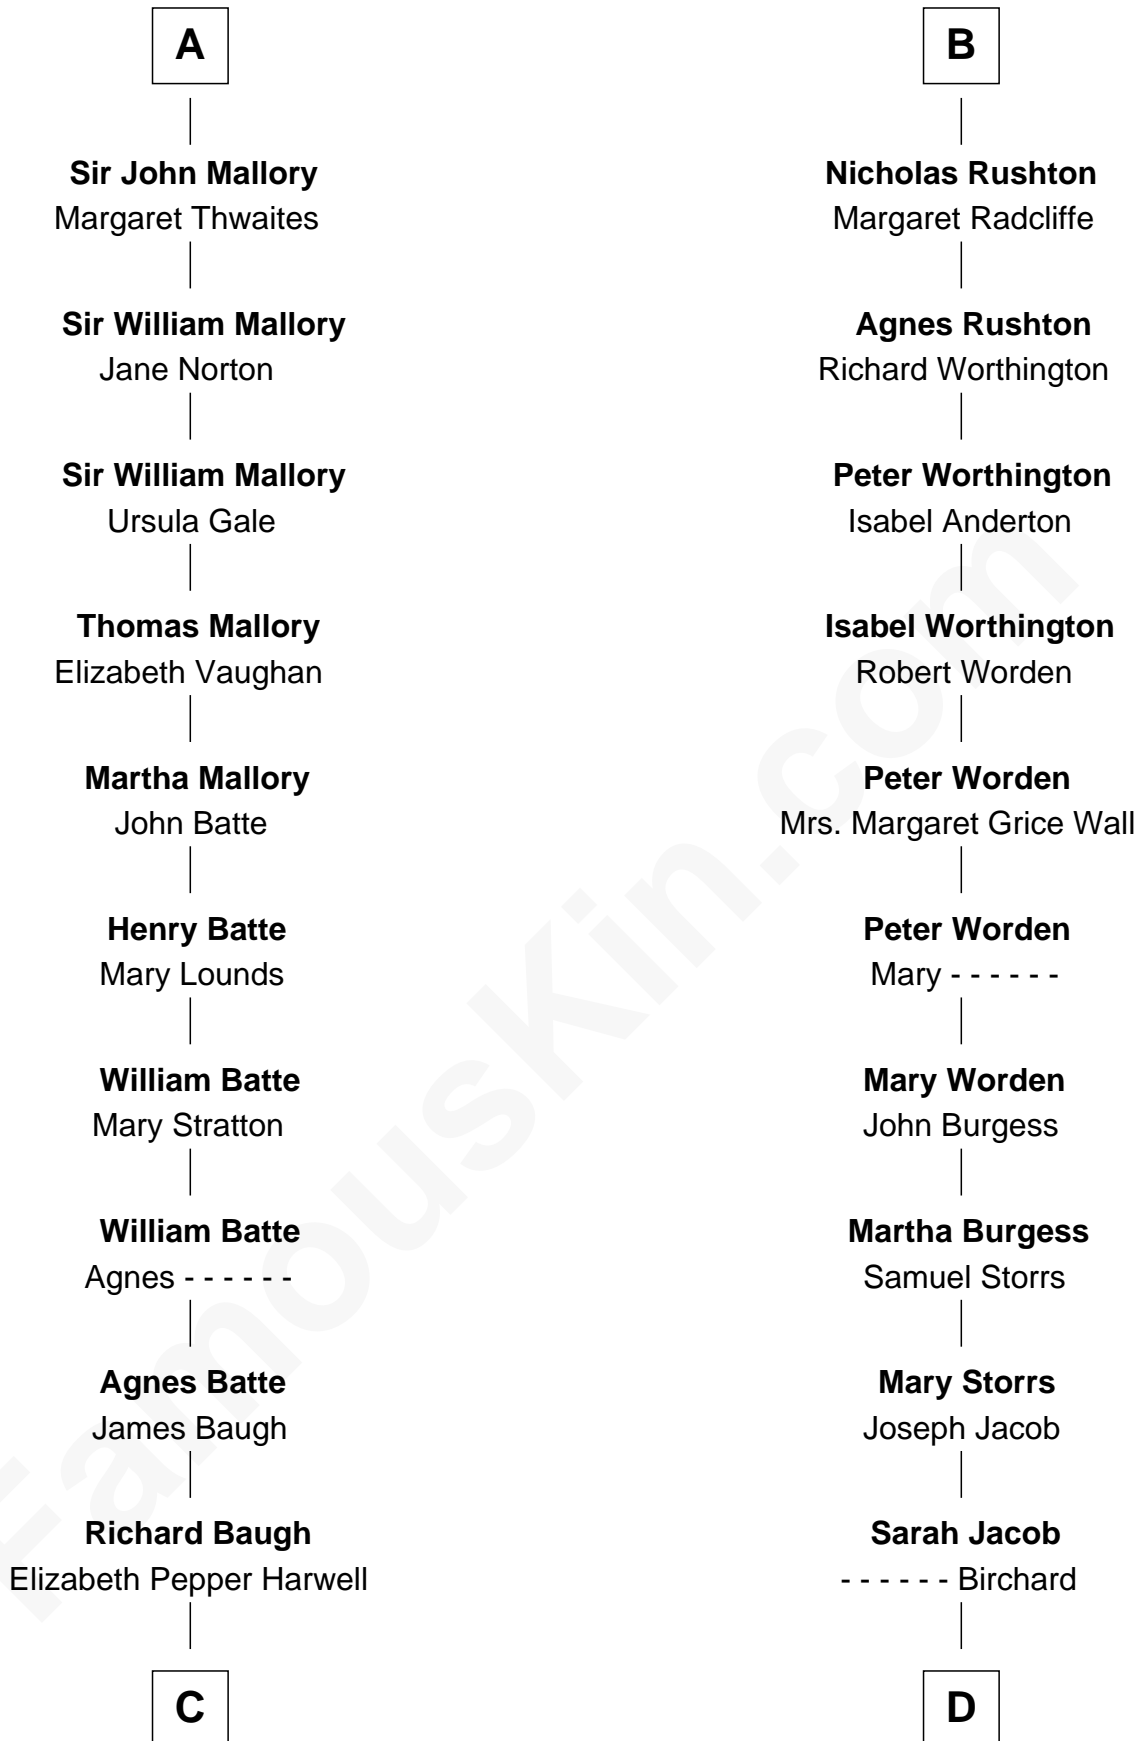 A
Sir John Mallory
Margaret Thwaites
Sir William Mallory
Jane Norton
Sir William Mallory
Ursula Gale
Thomas Mallory
Elizabeth Vaughan
Martha Mallory
John Batte
Henry Batte
Mary Lounds
William Batte
Mary Stratton
William Batte
Agnes - - - - - -
Agnes Batte
James Baugh
Richard Baugh
Elizabeth Pepper Harwell
C
B
Nicholas Rushton
Margaret Radcliffe
Agnes Rushton
Richard Worthington
Peter Worthington
Isabel Anderton
Isabel Worthington
Robert Worden
Peter Worden
Mrs. Margaret Grice Wall
Peter Worden
Mary - - - - - -
Mary Worden
John Burgess
Martha Burgess
Samuel Storrs
Mary Storrs
Joseph Jacob
Sarah Jacob
- - - - - - Birchard
D
FamousKin.com